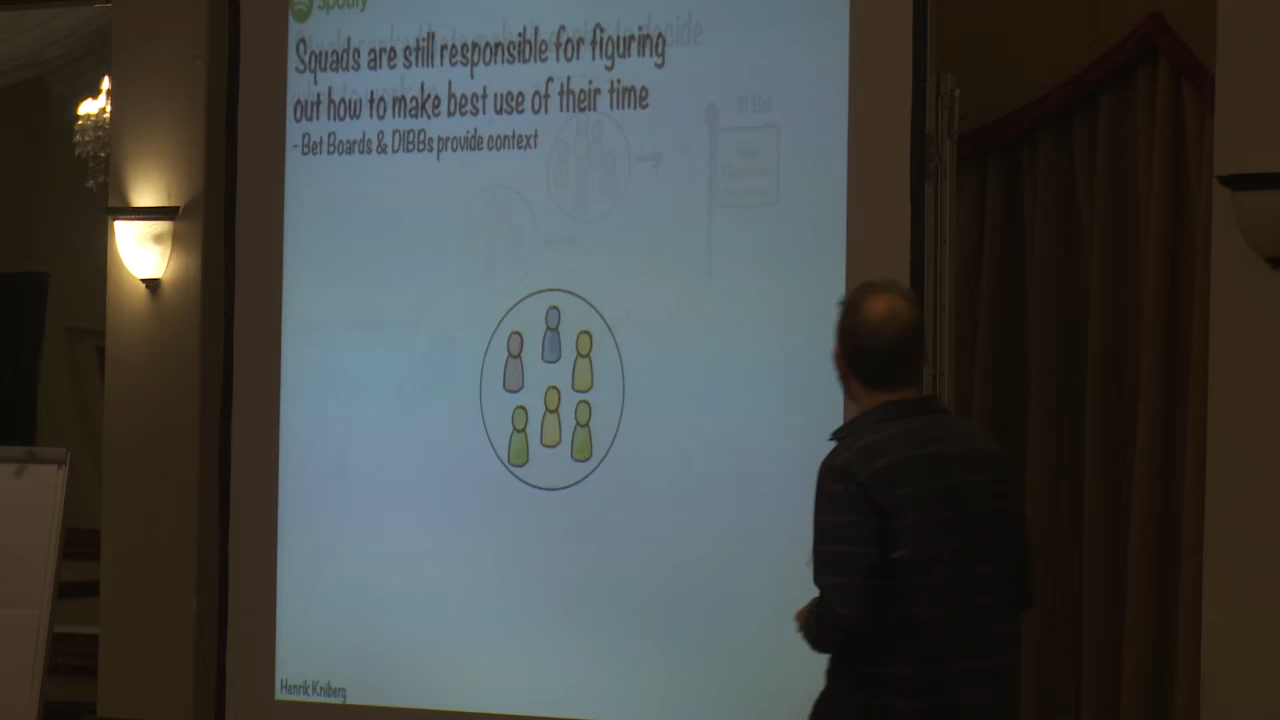 Spotify
Squads are still responsible for figuring
out how to make best use of their time
- Bet Boards & DIBBs provide context
Henrik Kniberg